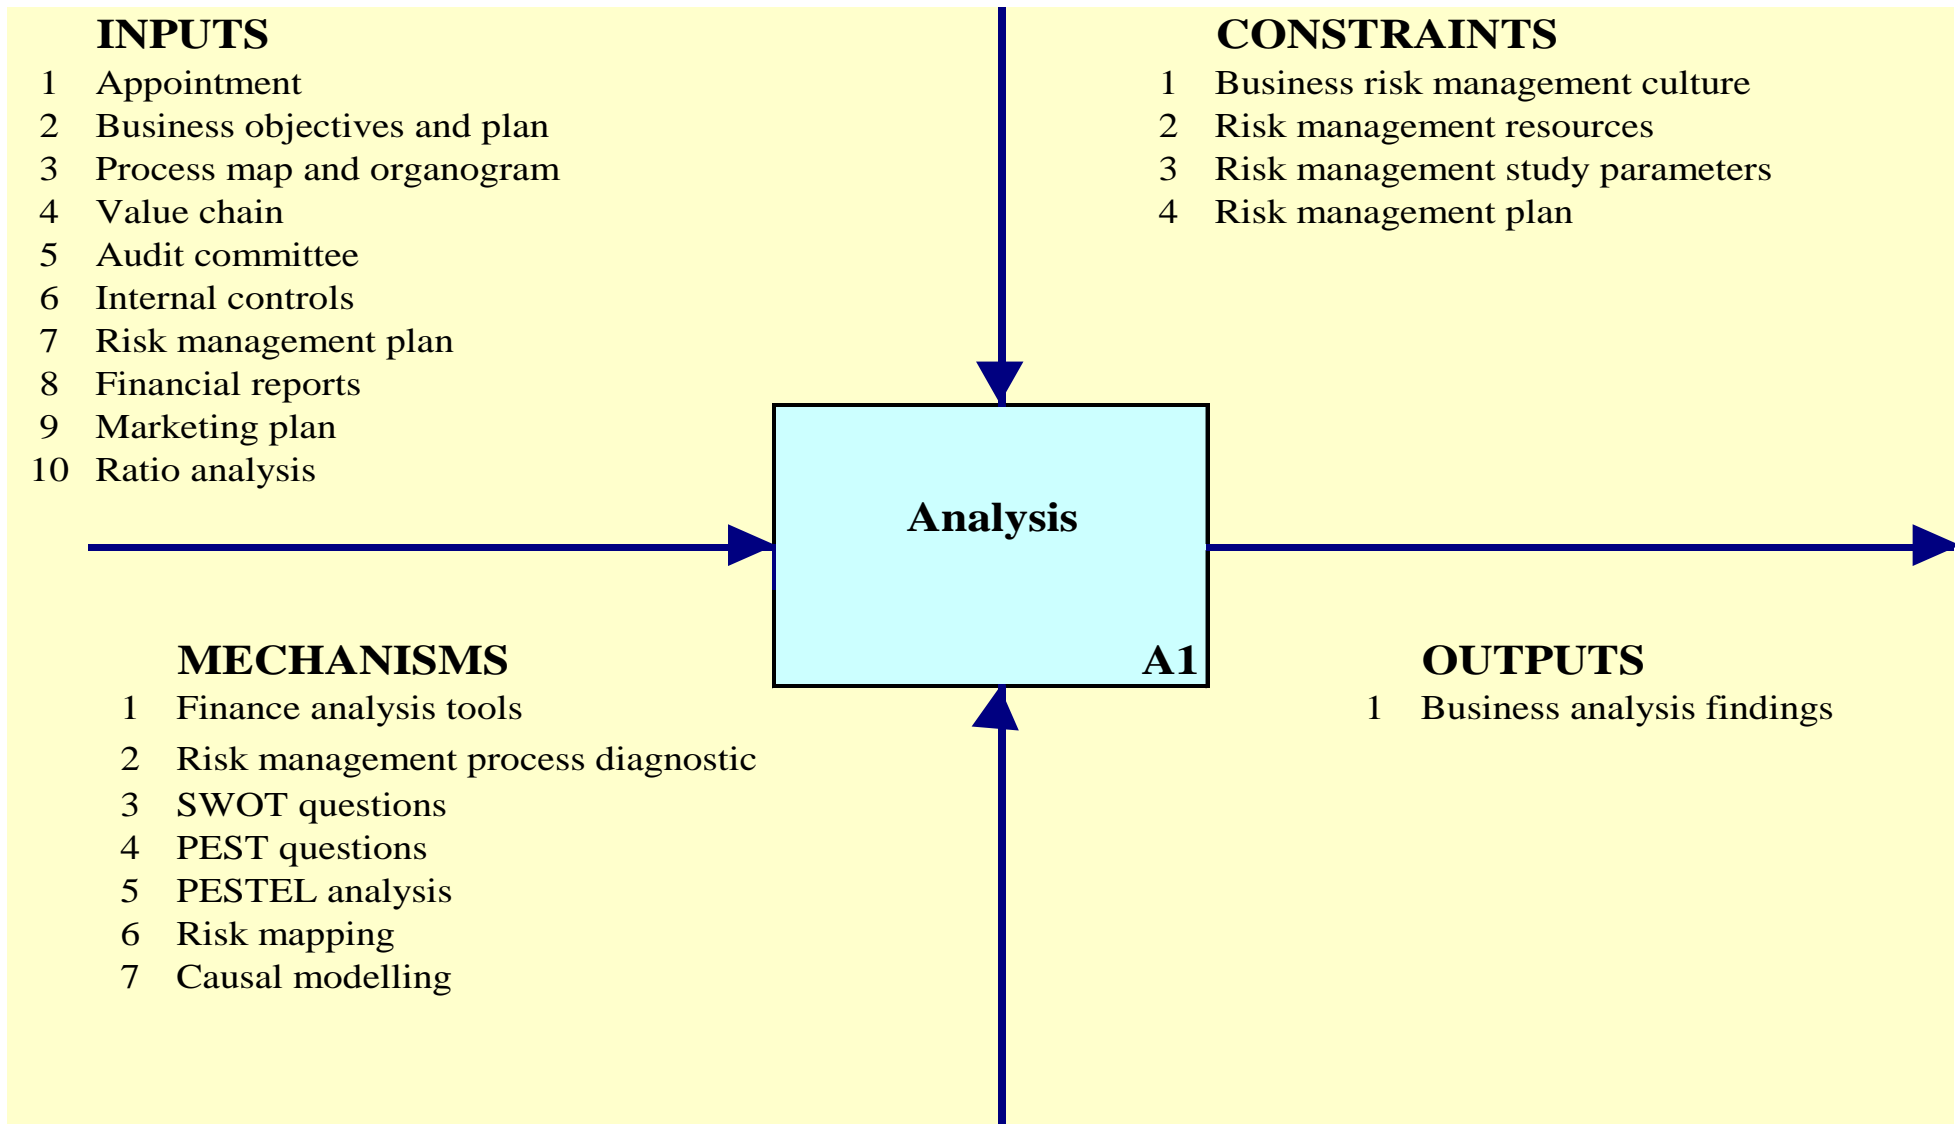 INPUTS
1 Appointment
2 Business objectives and plan
3 Process map and organogram
4 Value chain
5 Audit committee
6 Internal controls
7 Risk management plan
8 Financial reports
9 Marketing plan
10 Ratio analysis
CONSTRAINTS
1 Business risk management culture
2 Risk management resources
3 Risk management study parameters
4 Risk management plan
Analysis
A1
MECHANISMS
1 Finance analysis tools
2 Risk management process diagnostic
3 SWOT questions
4 PEST questions
5 PESTEL analysis
6 Risk mapping
7 Causal modelling
OUTPUTS
1 Business analysis findings